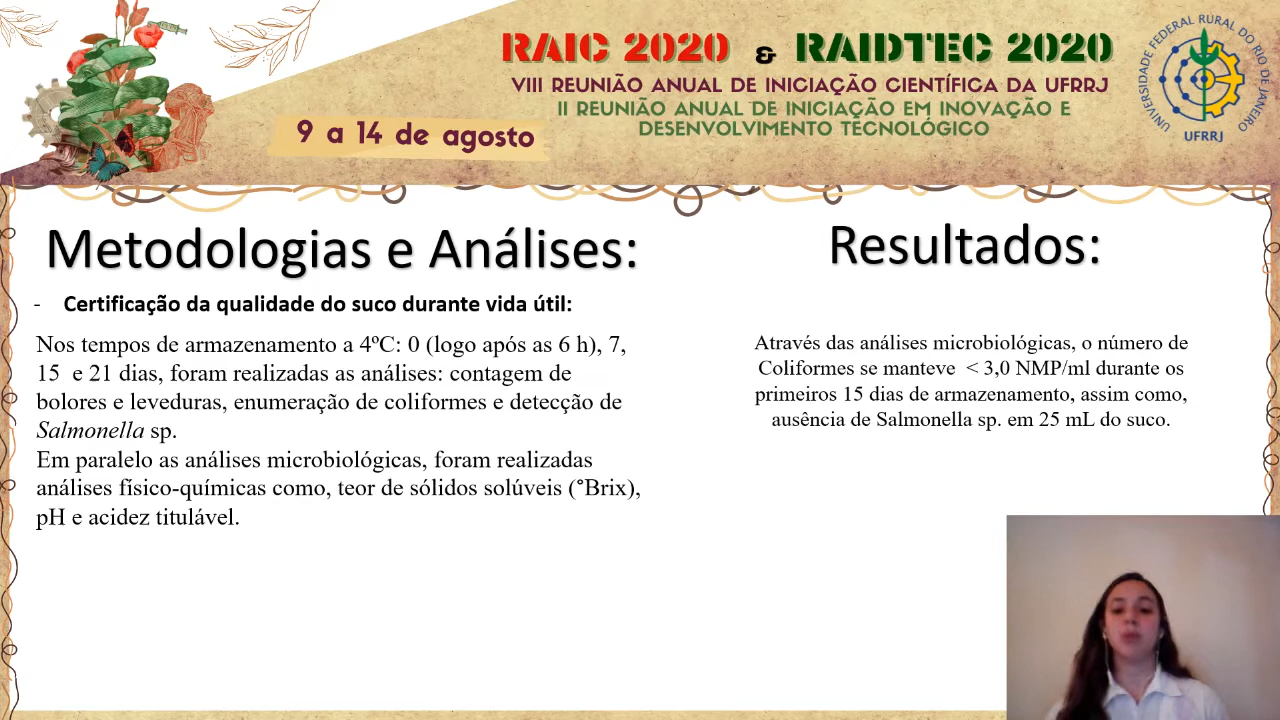 RAIC 2020 & RAIDTEC 2020
VIII REUNIÃO ANUAL DE INICIAÇÃO CIENTÍFICA DA UFRRJ
II REUNIÃO ANUAL DE INICIAÇÃO EM INOVAÇÃO E
DESENVOLVIMENTO TECNOLÓGICO
9 a 14 de agosto
UNIVERSIDADE FEDERAL RURAL DO RIO DE JANEIRO
UFRRJ
Metodologias e Análises:
- Certificação da qualidade do suco durante vida útil:
Nos tempos de armazenamento a 4ºC: 0 (logo após as 6 h), 7,
15 e 21 dias, foram realizadas as análises: contagem de
bolores e leveduras, enumeração de coliformes e detecção de
Salmonella sp.
Em paralelo as análises microbiológicas, foram realizadas
análises físico-químicas como, teor de sólidos solúveis (°Brix),
pH e acidez titulável.
Resultados:
Através das análises microbiológicas, o número de
Coliformes se manteve < 3,0 NMP/ml durante os
primeiros 15 dias de armazenamento, assim como,
ausência de Salmonella sp. em 25 mL do suco.